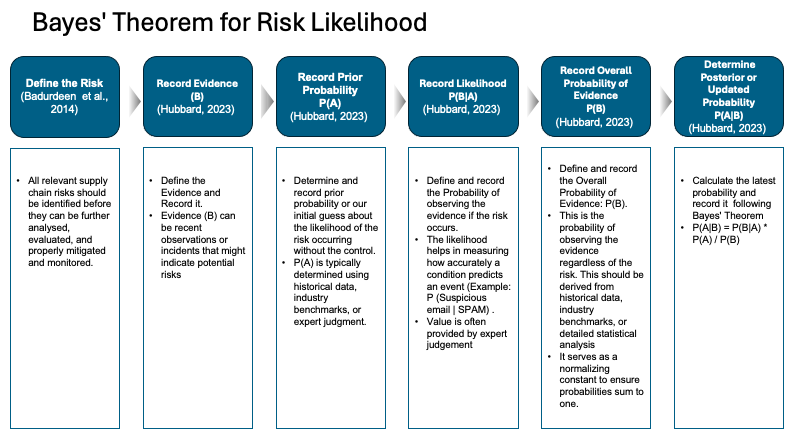 Bayes' Theorem for Risk Likelihood
Define the Risk
(Badurdeen et al.,
2014)
Record Evidence
(B)
(Hubbard, 2023)
Record Prior
Probability
P(A)
(Hubbard, 2023)
Record Likelihood
P(B|A)
(Hubbard, 2023)
Record Overall
Probability of
Evidence
P(B)
(Hubbard, 2023)
Determine
Posterior or
Updated
Probability
P(A|B)
(Hubbard, 2023)
• All relevant supply
chain risks should
be identified before
they can be further
analysed,
evaluated, and
properly mitigated
and monitored.
• Define the
Evidence and
Record it.
• Evidence (B) can
be recent
observations or
incidents that might
indicate potential
risks
• Determine and
record prior
probability or our
initial guess about
the likelihood of the
risk occurring
without the control.
• P(A) is typically
determined using
historical data,
industry
benchmarks, or
expert judgment.
• Define and record
the Probability of
observing the
evidence if the risk
occurs.
• The likelihood
helps in measuring
how accurately a
condition predicts
an event (Example:
P (Suspicious
email | SPAM) .
• Value is often
provided by expert
judgement
• Define and record
the Overall
Probability of
Evidence: P(B).
• This is the
probability of
observing the
evidence
regardless of the
risk. This should be
derived from
historical data,
industry
benchmarks, or
detailed statistical
analysis
• It serves as a
normalizing
constant to ensure
probabilities sum to
one.
• Calculate the latest
probability and
record it following
Bayes' Theorem
• P(A|B) = P(B|A) *
P(A) / P(B)